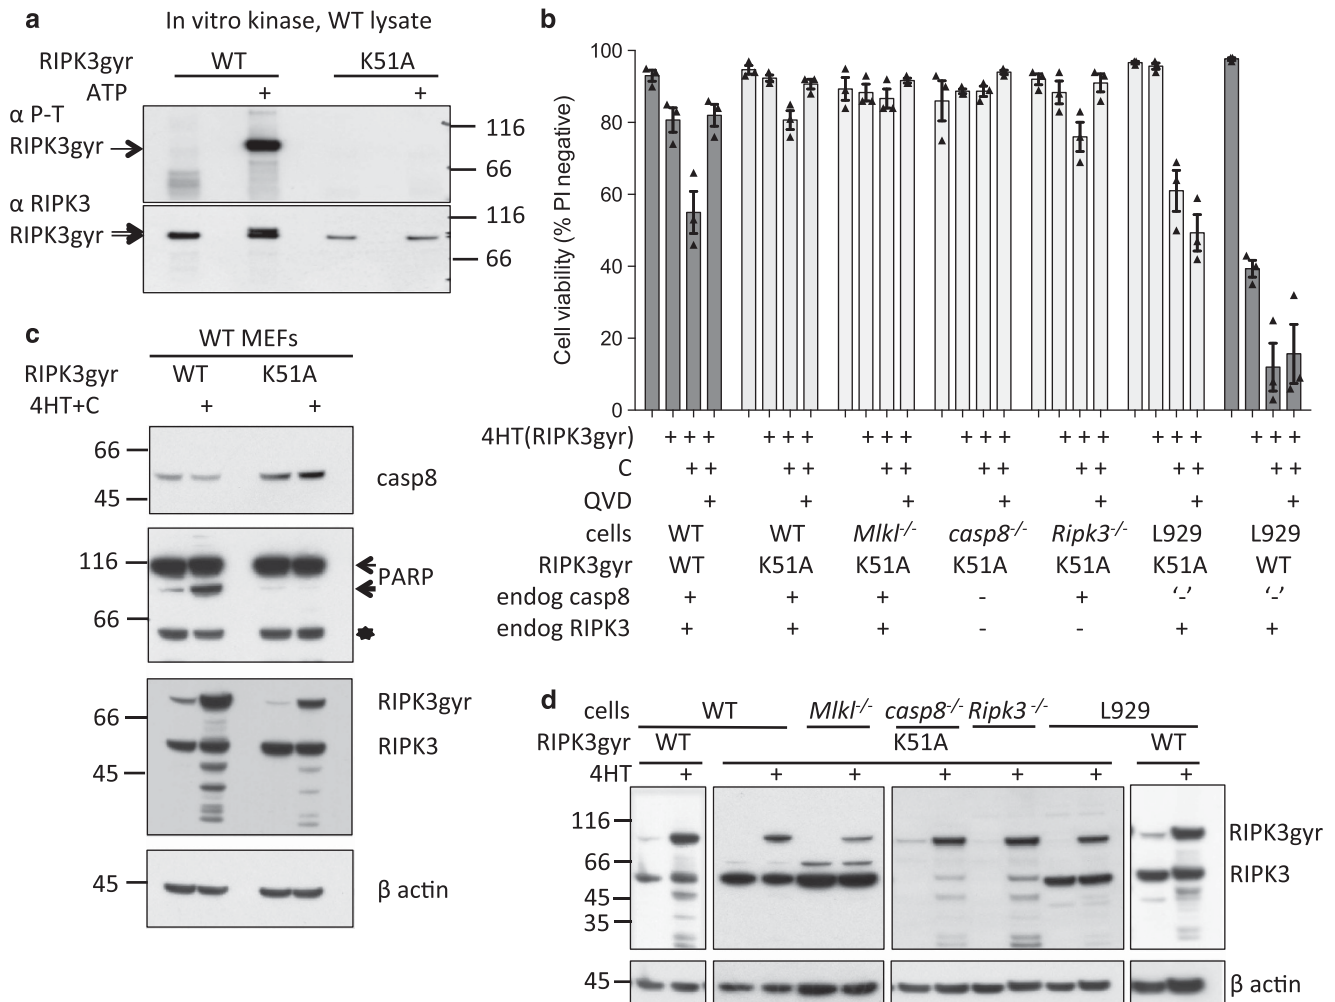 a
In vitro kinase, WT lysate
RIPK3gyr WT K51A
ATP + +
α P-T
RIPK3gyr
116
66
α RIPK3
RIPK3gyr
116
66
b
Cell viability (% PI negative)
100
80
60
40
20
0
4HT(RIPK3gyr) + + + + + + + + + + + + + + + + + + + + +
C + + + + + + + + + + + + + +
QVD + + + + + + +
cells WT WT Mlkl-/- casp8-/- Ripk3-/- L929 L929
RIPK3gyr WT K51A K51A K51A K51A K51A WT
endog casp8 + + + - + ‘-’ ‘-’
endog RIPK3 + + + - - + +
c
WT MEFs
RIPK3gyr WT K51A
4HT+C + +
66
45
casp8
116
66
PARP
66
45
RIPK3gyr
RIPK3
45
β actin
d
cells WT Mlkl-/- casp8-/- Ripk3 -/- L929
RIPK3gyr WT K51A WT
4HT + + + + + + +
116
66
45
35
RIPK3gyr
RIPK3
45
β actin